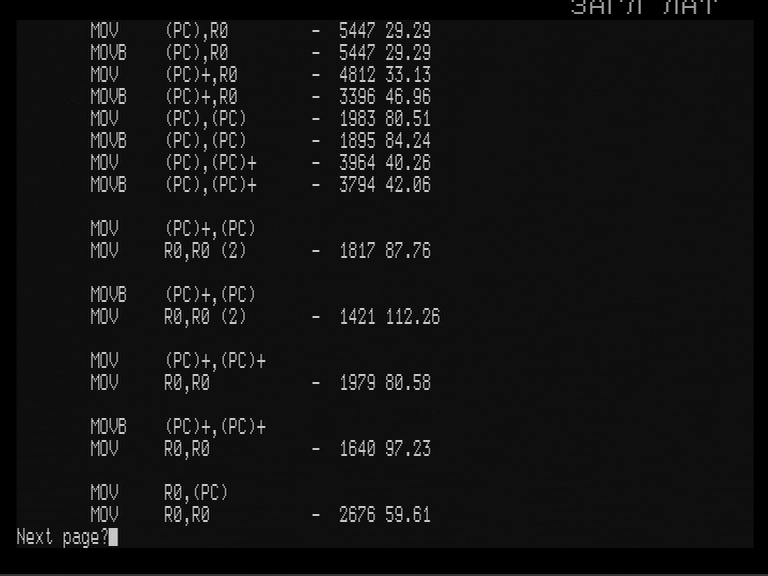 ЗАГЛ ЛАТ
MOV (PC),R0 - 5447 29.29
MOVB (PC),R0 - 5447 29.29
MOV (PC)+,R0 - 4812 33.13
MOVB (PC)+,R0 - 3396 46.96
MOV (PC),(PC) - 1983 80.51
MOVB (PC),(PC) - 1895 84.24
MOV (PC),(PC)+ - 3964 40.26
MOVB (PC),(PC)+ - 3794 42.06
MOV (PC)+,(PC)
MOV R0,R0 (2) - 1817 87.76
MOVB (PC)+,(PC)
MOV R0,R0 (2) - 1421 112.26
MOV (PC)+,(PC)+
MOV R0,R0 - 1979 80.58
MOVB (PC)+,(PC)+
MOV R0,R0 - 1640 97.23
MOV R0,(PC)
MOV R0,R0 - 2676 59.61
Next page?